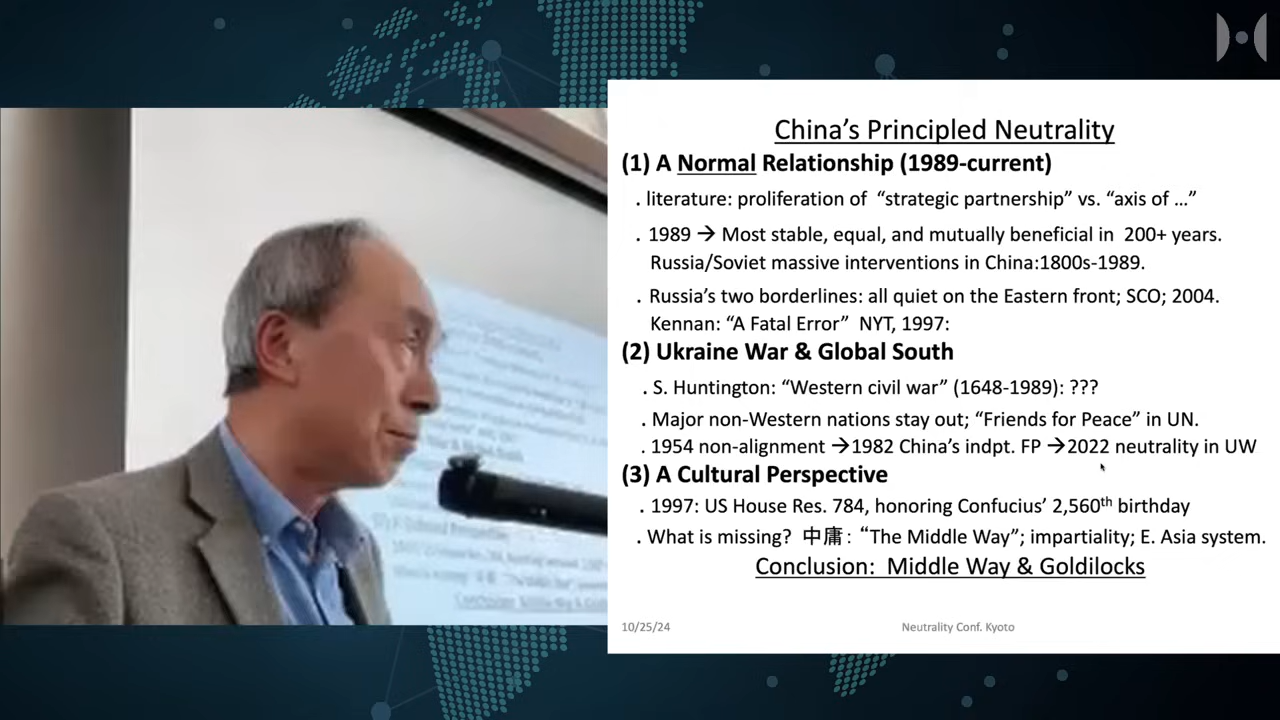 China’s Principled Neutrality
(1) A Normal Relationship (1989-current)
. literature: proliferation of “strategic partnership” vs. “axis of …”
. 1989 → Most stable, equal, and mutually beneficial in 200+ years.
Russia/Soviet massive interventions in China:1800s-1989.
. Russia’s two borderlines: all quiet on the Eastern front; SCO; 2004.
Kennan: “A Fatal Error” NYT, 1997:
(2) Ukraine War & Global South
. S. Huntington: “Western civil war” (1648-1989): ???
. Major non-Western nations stay out; “Friends for Peace” in UN.
. 1954 non-alignment →1982 China’s indpt. FP →2022 neutrality in UW
(3) A Cultural Perspective
. 1997: US House Res. 784, honoring Confucius’ 2,560th birthday
. What is missing? 中庸: “The Middle Way”; impartiality; E. Asia system.
Conclusion: Middle Way & Goldilocks
10/25/24
Neutrality Conf. Kyoto